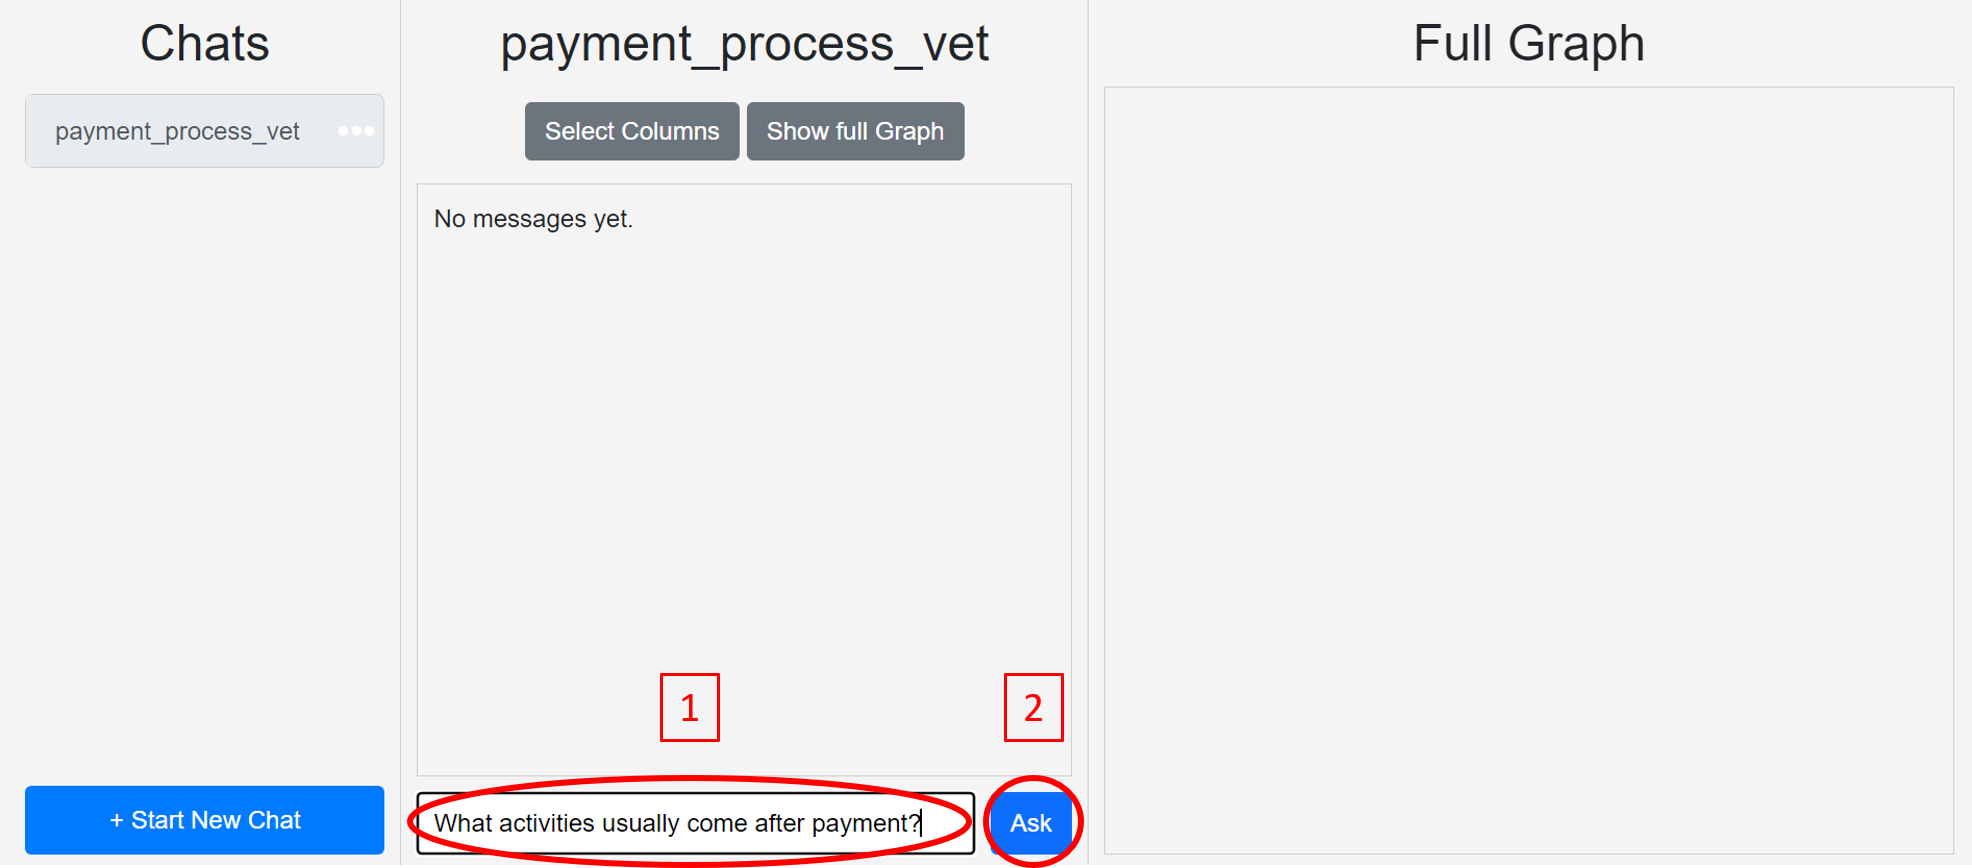 Chats
payment_process_vet
+ Start New Chat
payment_process_vet
Select Columns
Show full Graph
No messages yet.
1
2
What activities usually come after payment?
Ask
Full Graph